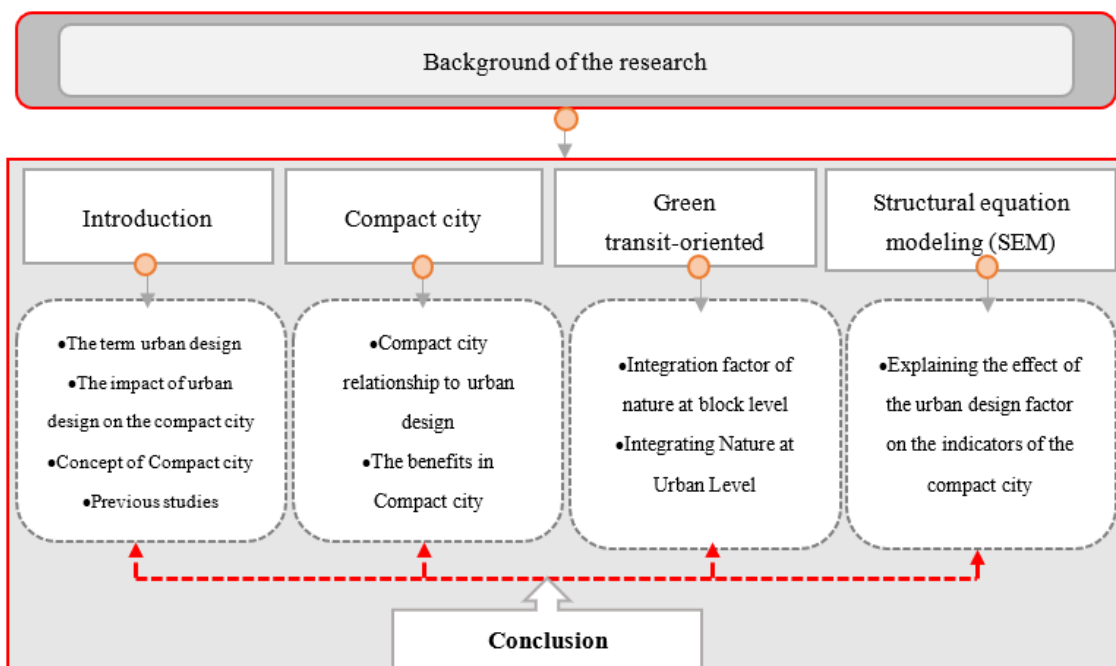 Background of the research
Introduction
Compact city
Green
transit-oriented
Structural equation
modeling (SEM)
•The term urban design
•The impact of urban
design on the compact city
•Concept of Compact city
•Previous studies
•Compact city
relationship to urban
design
•The benefits in
Compact city
•Integration factor of
nature at block level
•Integrating Nature at
Urban Level
•Explaining the effect of
the urban design factor
on the indicators of the
compact city
Conclusion